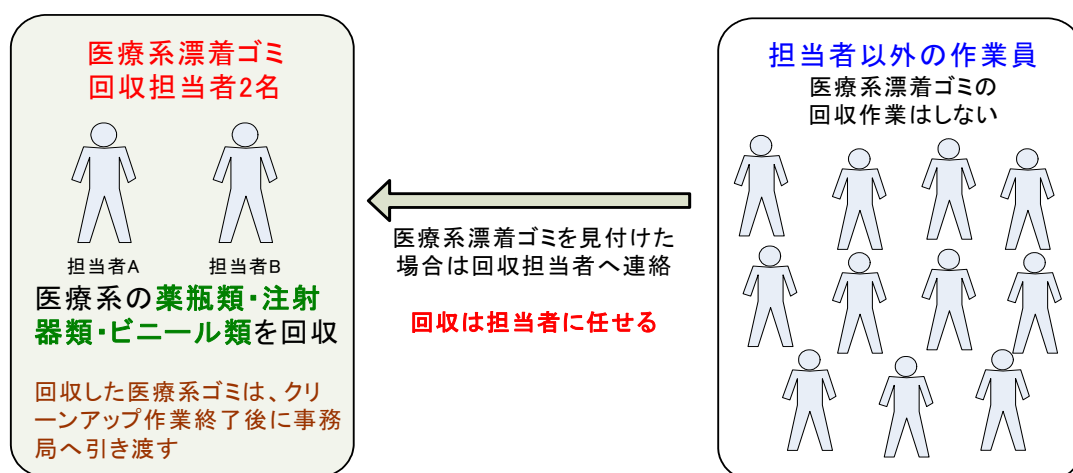 医療系漂着ゴミ
回収担当者2名
担当者A
担当者B
医療系の薬瓶類・注射
器類・ビニール類を回収
回収した医療系ゴミは、クリ
ーンアップ作業終了後に事務
局へ引き渡す
医療系漂着ゴミを見付けた
場合は回収担当者へ連絡
回収は担当者に任せる
担当者以外の作業員
医療系漂着ゴミの
回収作業はしない